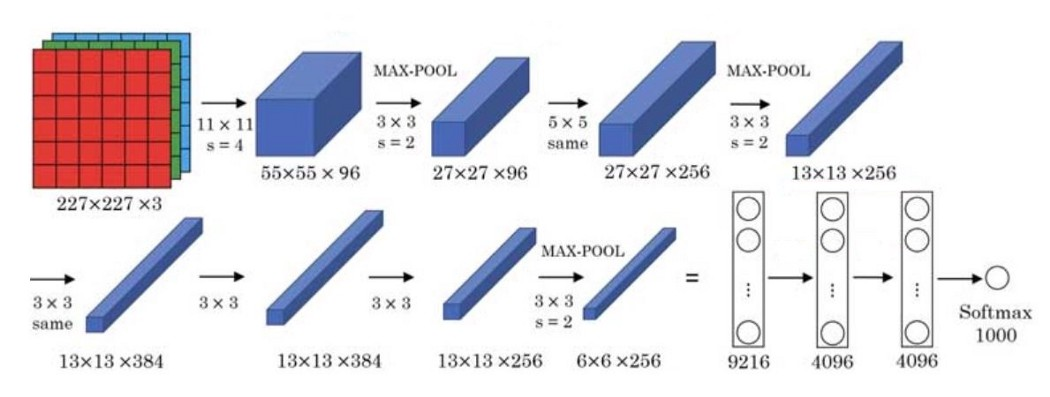 MAX-POOL
MAX-POOL
11 × 11
s = 4
3 × 3
s = 2
5 × 5
same
3 × 3
s = 2
227×227 ×3
55×55 × 96
27×27 ×96
27×27 ×256
13×13 ×256
MAX-POOL
=
3 × 3
same
3 × 3
3 × 3
3 × 3
s = 2
Softmax
1000
13×13 ×384
13×13 ×384
13×13 ×256
6×6 ×256
9216
4096
4096